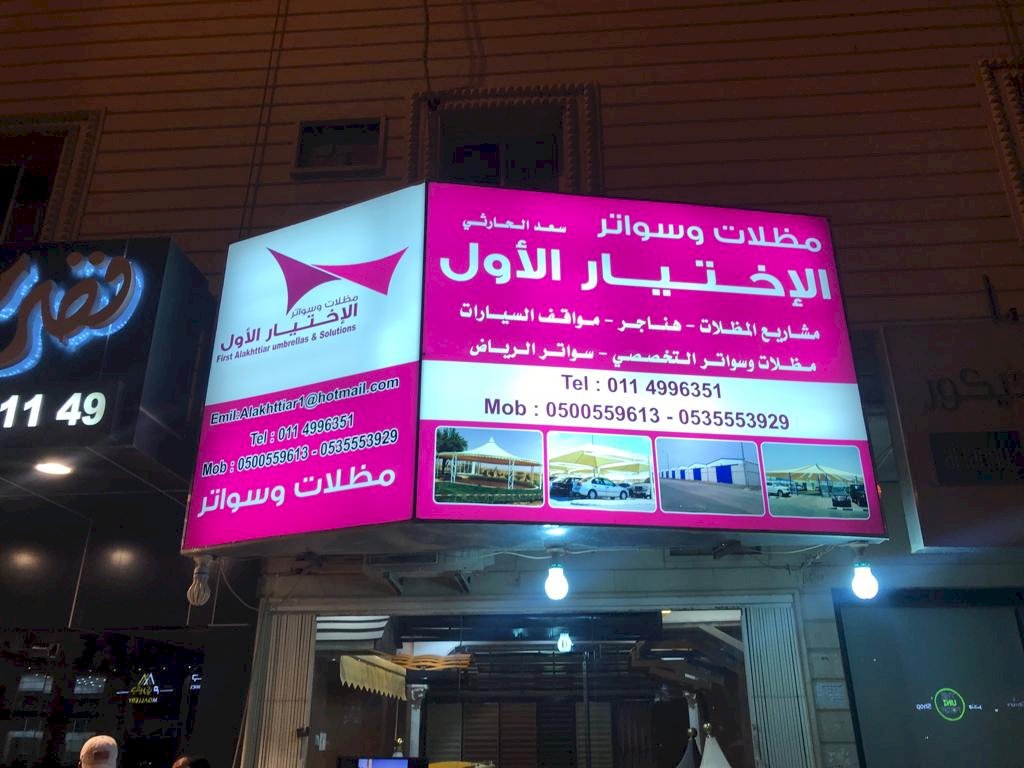 مظلات وسواتر
سعد الحارثي
الإختيار الأول
مشاريع المظلات - هناجر - مواقف السيارات
مظلات وسواتر التخصصي - سواتر الرياض
Tel : 011 4996351
Mob : 0500559613 - 0535553929
مظلات وسواتر
الإختيار الأول
First Alakhttiar umbrellas & Solutions
Emil:Alakhttiar1@hotmail.com
Tel : 011 4996351
Mob : 0500559613 - 0535553929
مظلات وسواتر
قصر
11 49